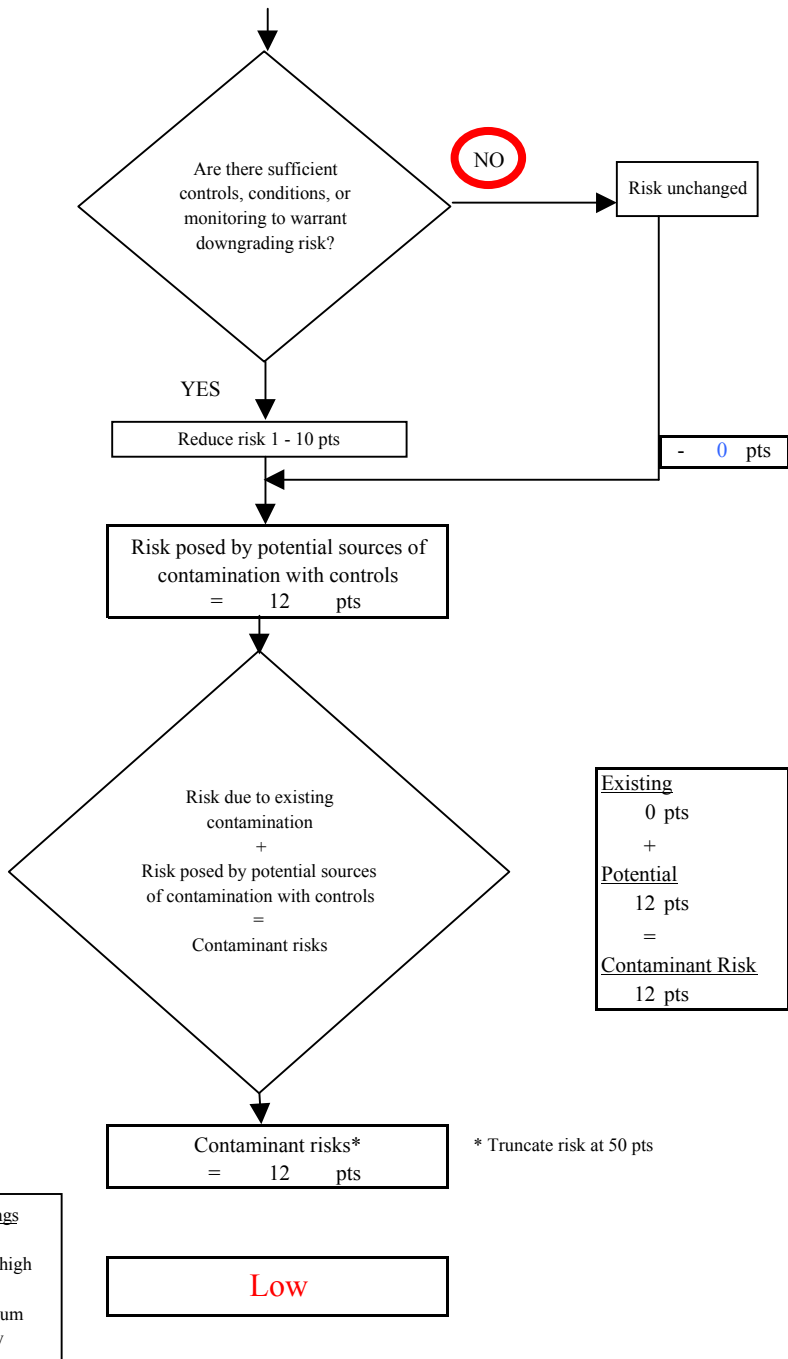 Are there sufficient
controls, conditions, or
monitoring to warrant
downgrading risk?
NO
Risk unchanged
YES
Reduce risk 1 - 10 pts
- 0 pts
Risk posed by potential sources of
contamination with controls
= 12 pts
Risk due to existing
contamination
+
Risk posed by potential sources
of contamination with controls
=
Contaminant risks
Existing
0 pts
+
Potential
12 pts
=
Contaminant Risk
12 pts
Contaminant risks*
= 12 pts
* Truncate risk at 50 pts
high
Low